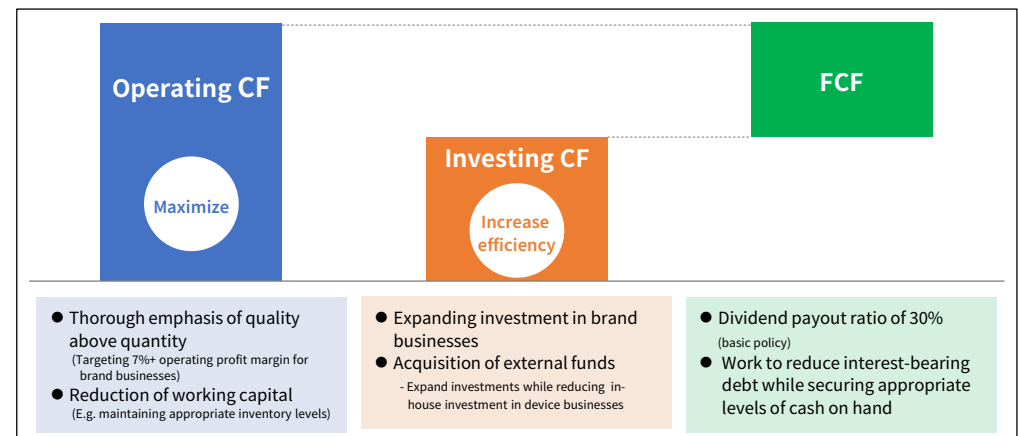 Operating CF
Maximize
Investing CF
Increase
efficiency
FCF
● Thorough emphasis of quality
above quantity
(Targeting 7%+ operating profit margin for
brand businesses)
● Reduction of working capital
(E.g. maintaining appropriate inventory levels)
● Expanding investment in brand
businesses
● Acquisition of external funds
- Expand investments while reducing in-
house investment in device businesses
● Dividend payout ratio of 30%
(basic policy)
● Work to reduce interest-bearing
debt while securing appropriate
levels of cash on hand